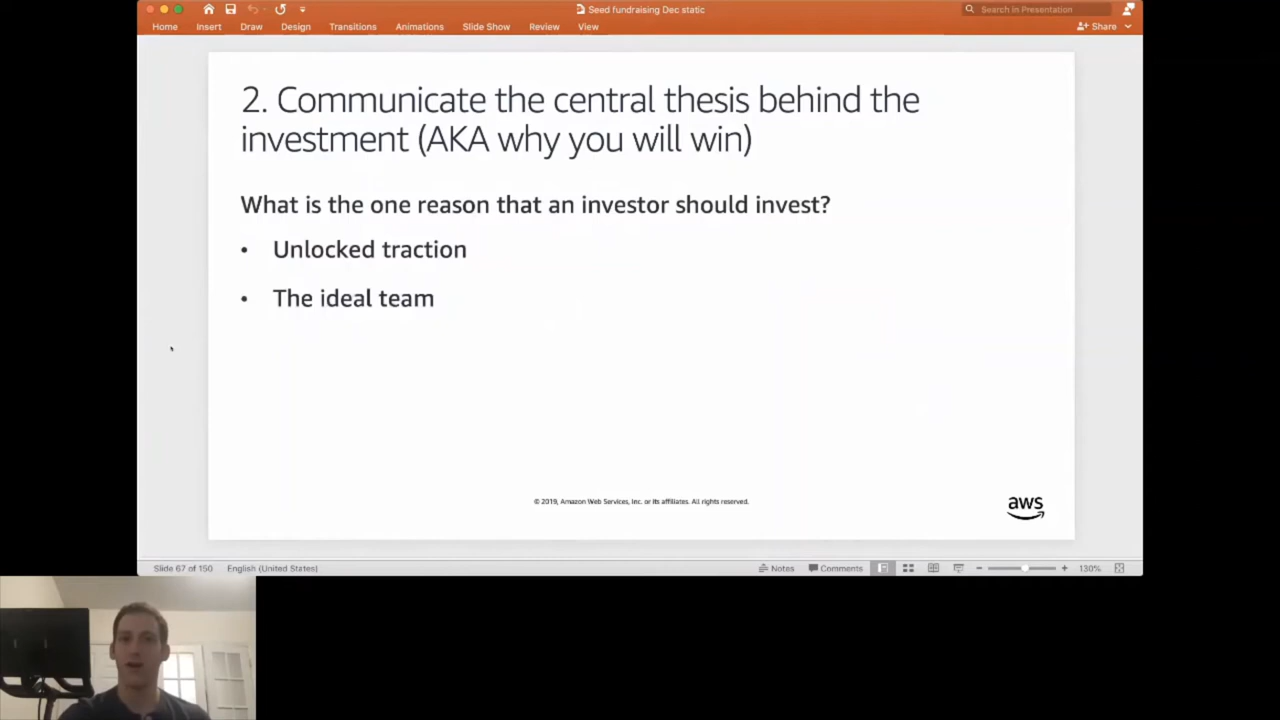 Seed fundraising Dec static
Search in Presentation
Home Insert Draw Design Transitions Animations Slide Show Review View
Share
2. Communicate the central thesis behind the
investment (AKA why you will win)
What is the one reason that an investor should invest?
• Unlocked traction
• The ideal team
© 2019, Amazon Web Services, Inc. or its affiliates. All rights reserved.
aws
Slide 67 of 150 English (United States) Notes Comments 130%